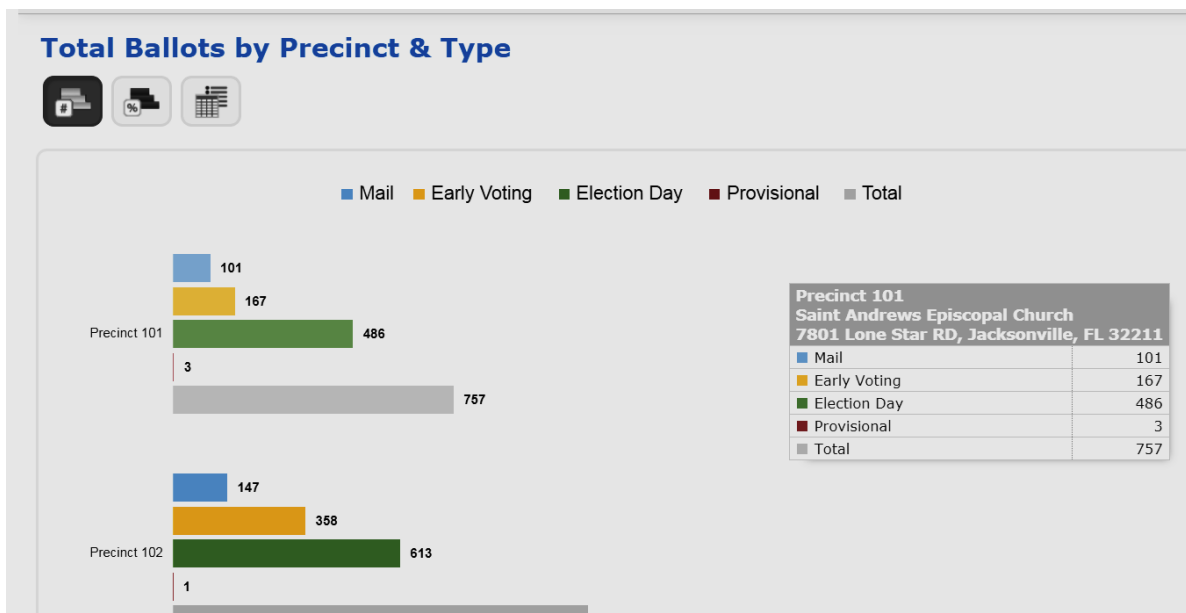 Total Ballots by Precinct & Type
# %
Mail Early Voting Election Day Provisional Total
101
167
Precinct 101 486
3
757
Precinct 101
Saint Andrews Episcopal Church
7801 Lone Star RD, Jacksonville, FL 32211
Mail 101
Early Voting 167
Election Day 486
Provisional 3
Total 757
147
358
Precinct 102 613
1